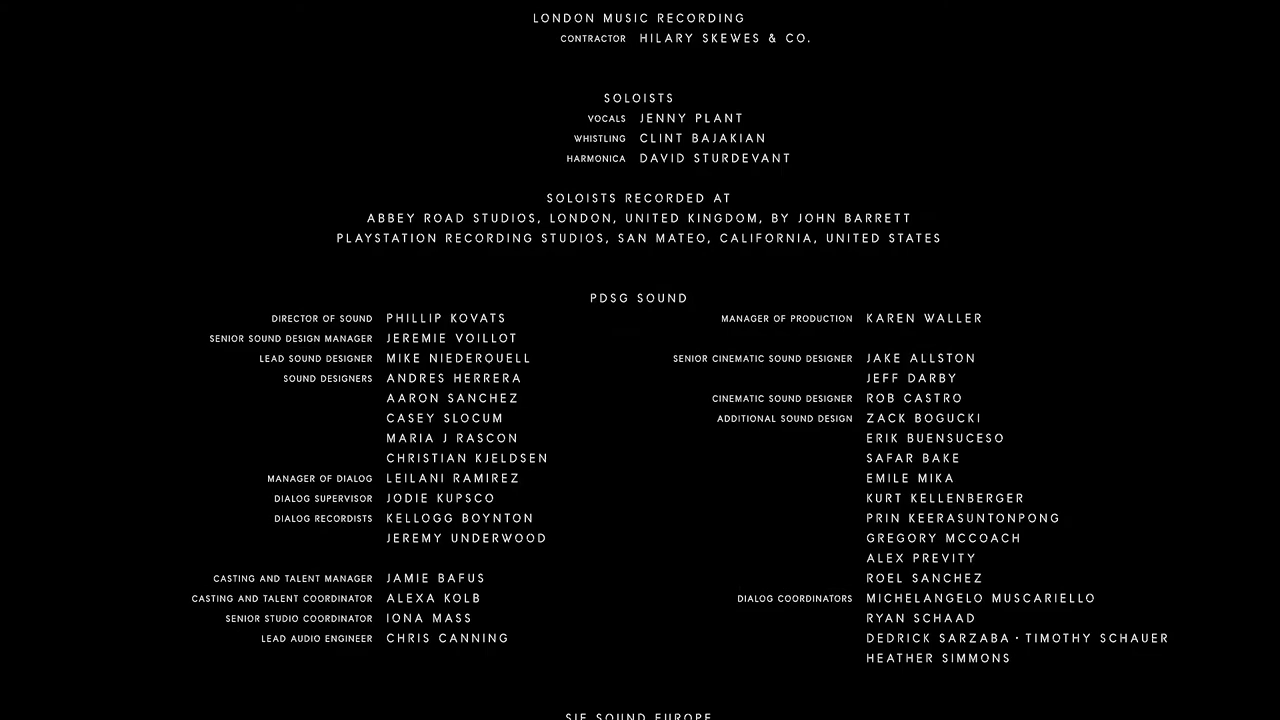 LONDON MUSIC RECORDING
CONTRACTOR HILARY SKEWES & CO.
SOLOISTS
VOCALS JENNY PLANT
WHISTLING CLINT BAJAKIAN
HARMONICA DAVID STURDEVANT
SOLOISTS RECORDED AT
ABBEY ROAD STUDIOS, LONDON, UNITED KINGDOM, BY JOHN BARRETT
PLAYSTATION RECORDING STUDIOS, SAN MATEO, CALIFORNIA, UNITED STATES
PDSG SOUND
DIRECTOR OF SOUND PHILLIP KOVATS
SENIOR SOUND DESIGN MANAGER JEREMIE VOILLOT
LEAD SOUND DESIGNER MIKE NIEDERQUELL
SOUND DESIGNERS ANDRES HERRERA
AARON SANCHEZ
CASEY SLOCUM
MARIA J RASCON
CHRISTIAN KJELDSEN
MANAGER OF DIALOG LEILANI RAMIREZ
DIALOG SUPERVISOR JODIE KUPSCO
DIALOG RECORDISTS KELLOGG BOYNTON
JEREMY UNDERWOOD
CASTING AND TALENT MANAGER JAMIE BAFUS
CASTING AND TALENT COORDINATOR ALEXA KOLB
SENIOR STUDIO COORDINATOR IONA MASS
LEAD AUDIO ENGINEER CHRIS CANNING
MANAGER OF PRODUCTION KAREN WALLER
SENIOR CINEMATIC SOUND DESIGNER JAKE ALLSTON
JEFF DARBY
CINEMATIC SOUND DESIGNER ROB CASTRO
ADDITIONAL SOUND DESIGN ZACK BOGUCKI
ERIK BUENSUCESO
SAFAR BAKE
EMILE MIKA
KURT KELLENBERGER
PRIN KEERASUNTONPONG
GREGORY MCCOACH
ALEX PREVITY
ROEL SANCHEZ
DIALOG COORDINATORS MICHELANGELO MUSCARIELLO
RYAN SCHAAD
DEDRICK SARZABA · TIMOTHY SCHAUER
HEATHER SIMMONS
SIE SOUND EUROPE